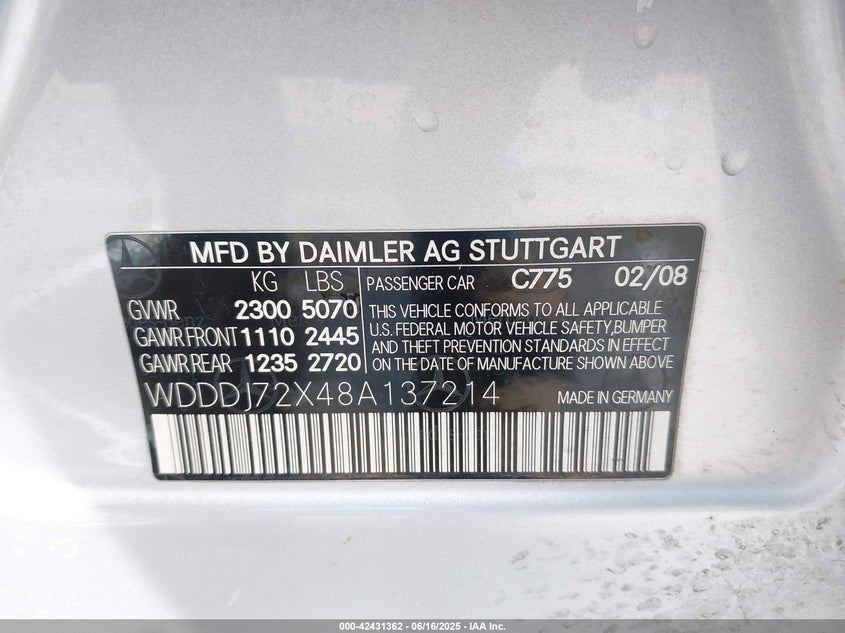 MFD BY DAIMLER AG STUTTGART
KG LBS PASSENGER CAR C775 02/08
GVWR 2300 5070
GAWR FRONT 1110 2445
GAWR REAR 1235 2720
THIS VEHICLE CONFORMS TO ALL APPLICABLE
U.S. FEDERAL MOTOR VEHICLE SAFETY, BUMPER
AND THEFT PREVENTION STANDARDS IN EFFECT
ON THE DATE OF MANUFACTURE SHOWN ABOVE.
WDDDJ72X48A137214 MADE IN GERMANY
000-42431362 - 06/16/2025 - IAA Inc.